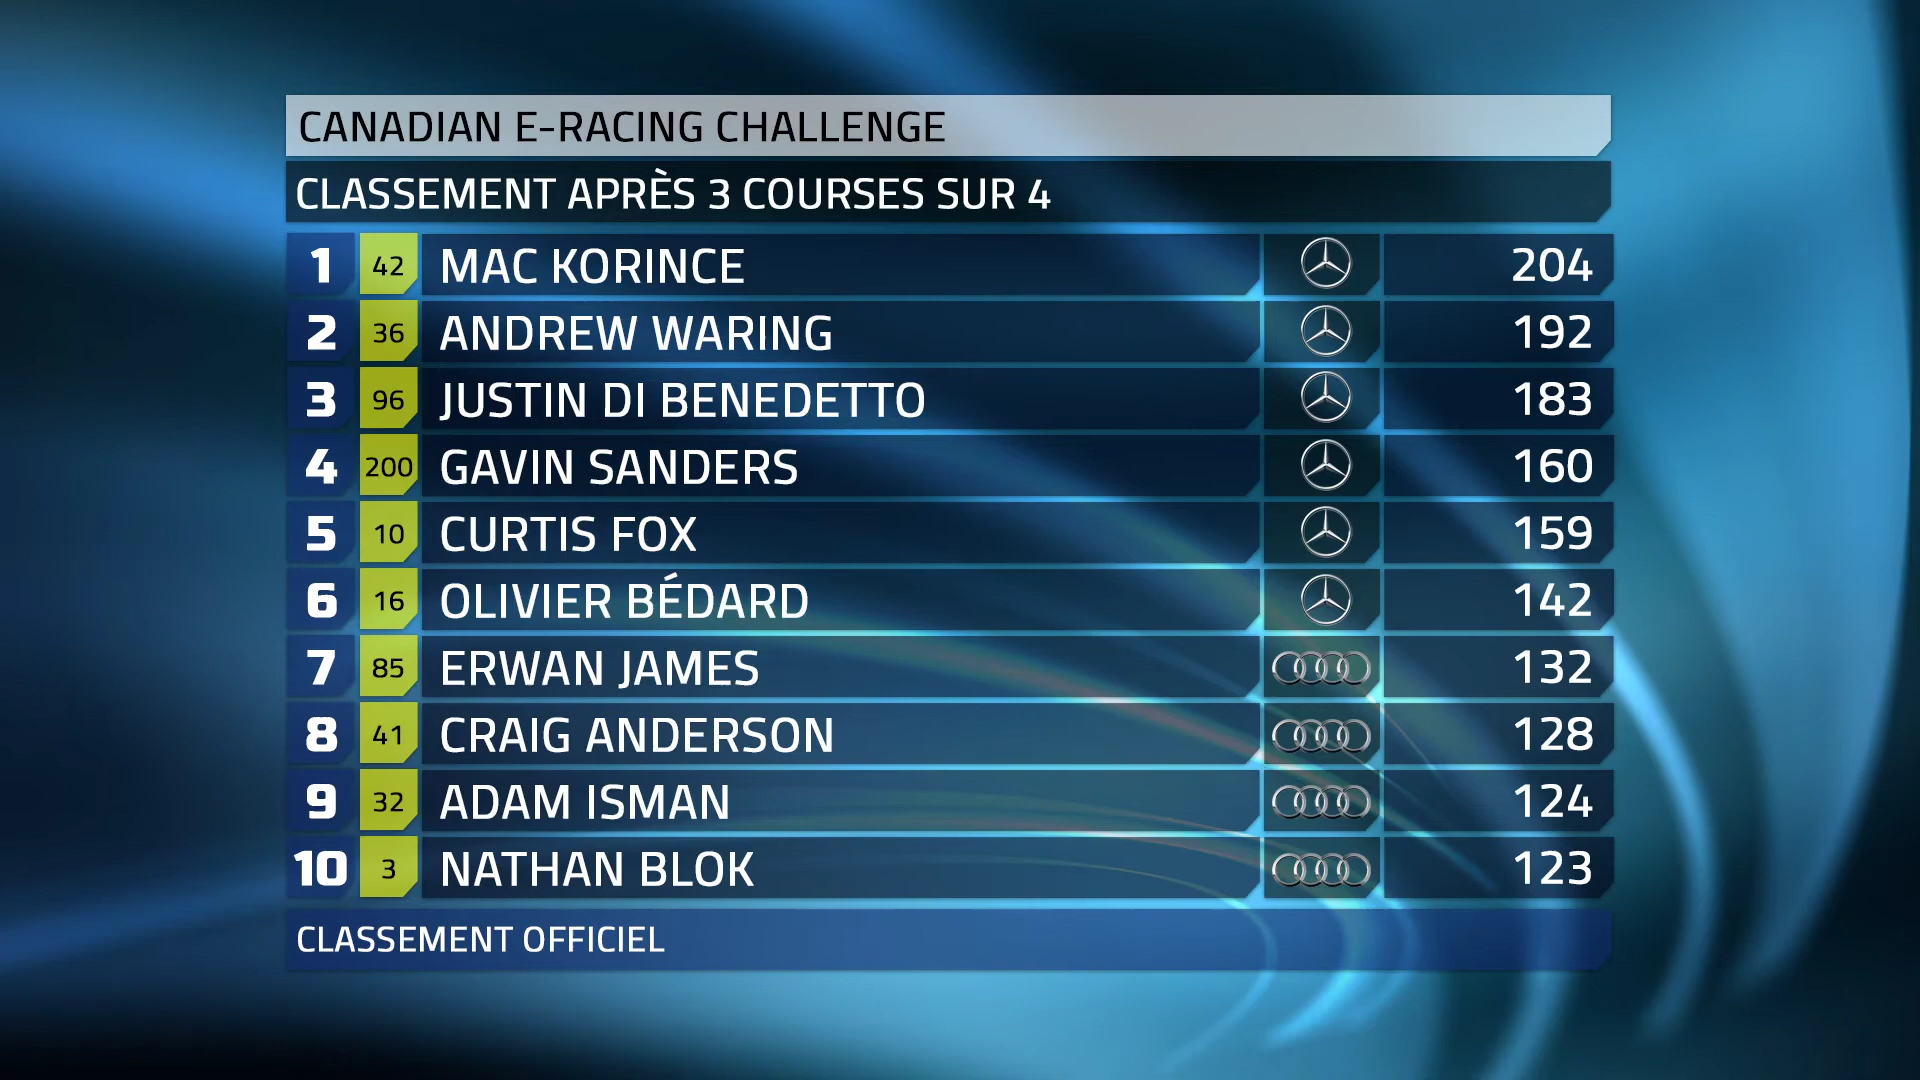 CANADIAN E-RACING CHALLENGE
CLASSEMENT APRÈS 3 COURSES SUR 4
1 42 MAC KORINCE 204
2 36 ANDREW WARING 192
3 96 JUSTIN DI BENEDETTO 183
4 200 GAVIN SANDERS 160
5 10 CURTIS FOX 159
6 16 OLIVIER BÉDARD 142
7 85 ERWAN JAMES 132
8 41 CRAIG ANDERSON 128
9 32 ADAM ISMAN 124
10 3 NATHAN BLOK 123
CLASSEMENT OFFICIEL